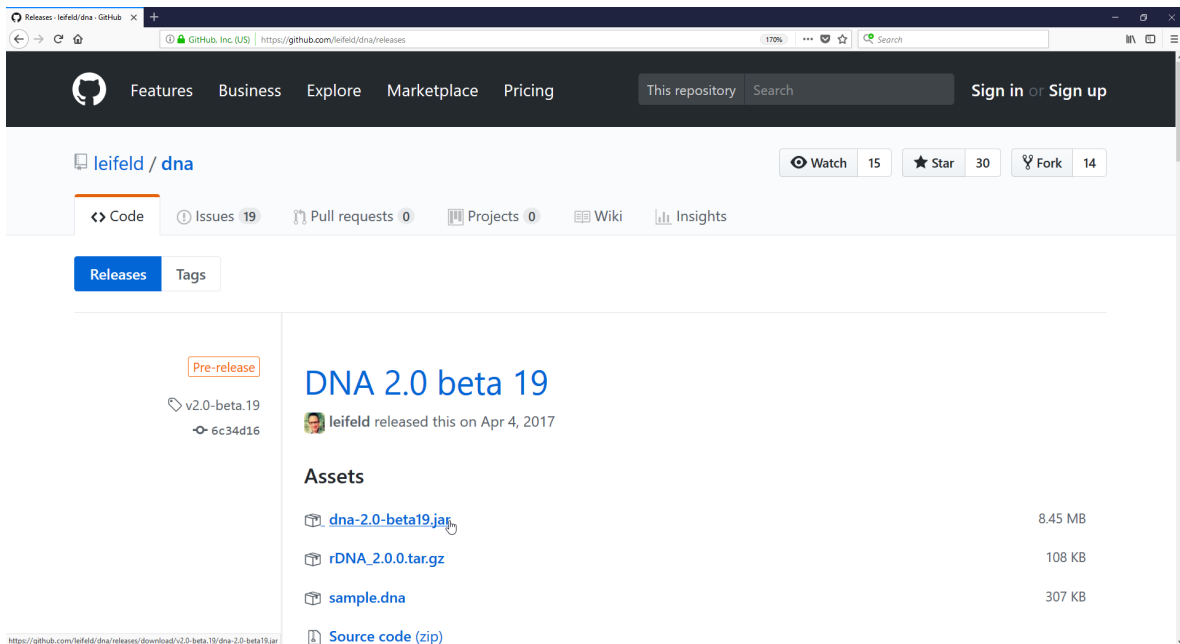 Releases · leifeld/dna · GitHub
GitHub, Inc. (US) https://github.com/leifeld/dna/releases 170% Search
Features Business Explore Marketplace Pricing This repository Search Sign in or Sign up
leifeld / dna Watch 15 Star 30 Fork 14
Code Issues 19 Pull requests 0 Projects 0 Wiki Insights
Releases Tags
Pre-release
DNA 2.0 beta 19
v2.0-beta.19
leifeld released this on Apr 4, 2017
6c34d16
Assets
dna-2.0-beta19.jar 8.45 MB
rDNA_2.0.0.tar.gz 108 KB
sample.dna 307 KB
Source code (zip)
https://github.com/leifeld/dna/releases/download/v2.0-beta.19/dna-2.0-beta19.jar